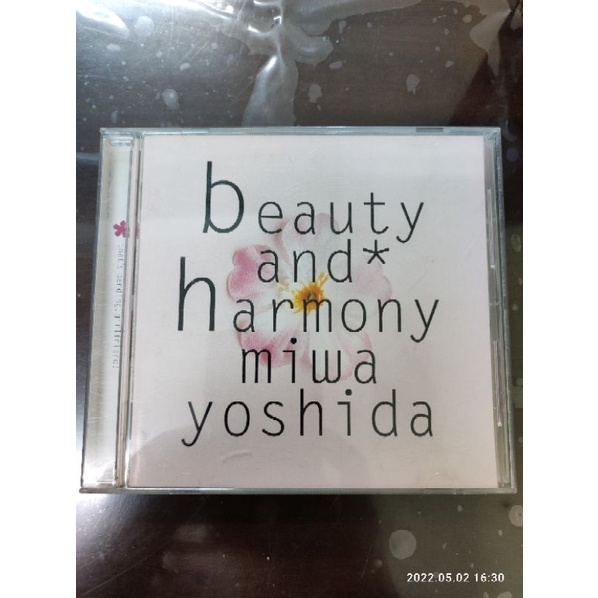 beauty
and*
harmony
miwa
yoshida
2022.05.02 16:30